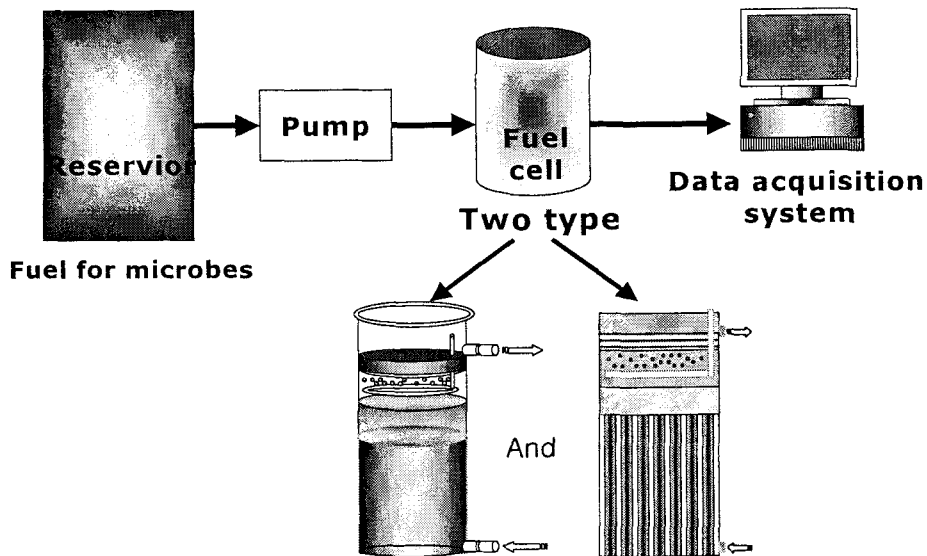 Reservior
Pump
Fuel
cell
Data acquisition
system
Two type
Fuel for microbes
And